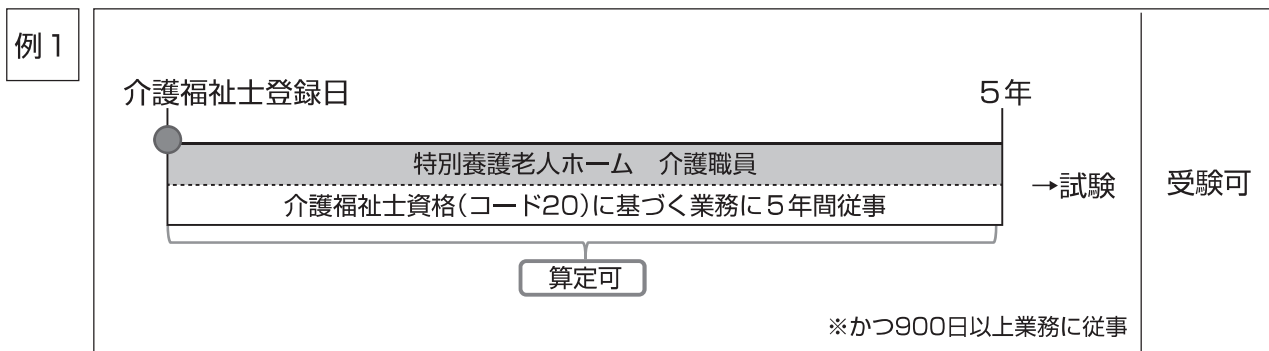 例1
介護福祉士登録日
5年
特別養護老人ホーム　介護職員
介護福祉士資格(コード20)に基づく業務に5年間従事
→試験
受験可
算定可
※かつ900日以上業務に従事